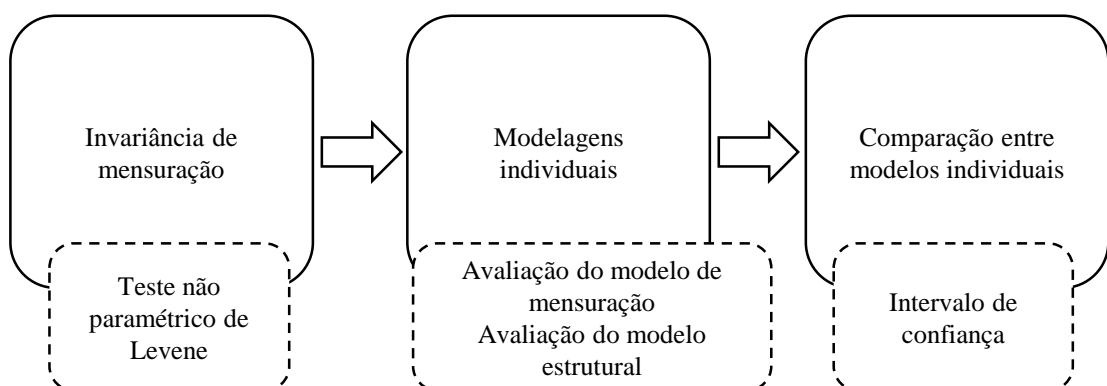 Invariância de
mensuração
Teste não
paramétrico de
Levene
Modelagens
individuais
Avaliação do modelo de
mensuração
Avaliação do modelo
estrutural
Comparação entre
modelos individuais
Intervalo de
confiança